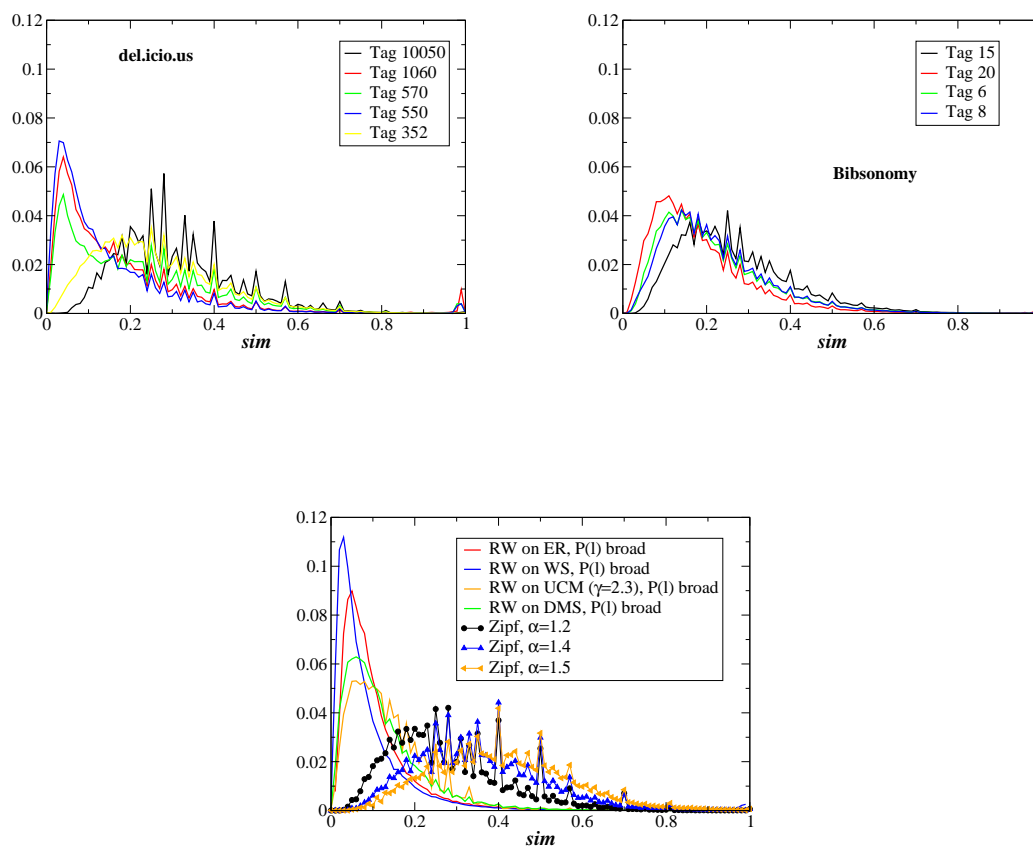 0.12
0.1
0.08
0.06
0.04
0.02
0
0 0.2 0.4 0.6 0.8 1
sim
del.icio.us
Tag 10050
Tag 1060
Tag 570
Tag 550
Tag 352
0.12
0.1
0.08
0.06
0.04
0.02
0
0 0.2 0.4 0.6 0.8
sim
Tag 15
Tag 20
Tag 6
Tag 8
Bibsonomy
0.12
0.1
0.08
0.06
0.04
0.02
0
0 0.2 0.4 0.6 0.8 1
sim
RW on ER, P(l) broad
RW on WS, P(l) broad
RW on UCM (γ=2.3), P(l) broad
RW on DMS, P(l) broad
Zipf, α=1.2
Zipf, α=1.4
Zipf, α=1.5